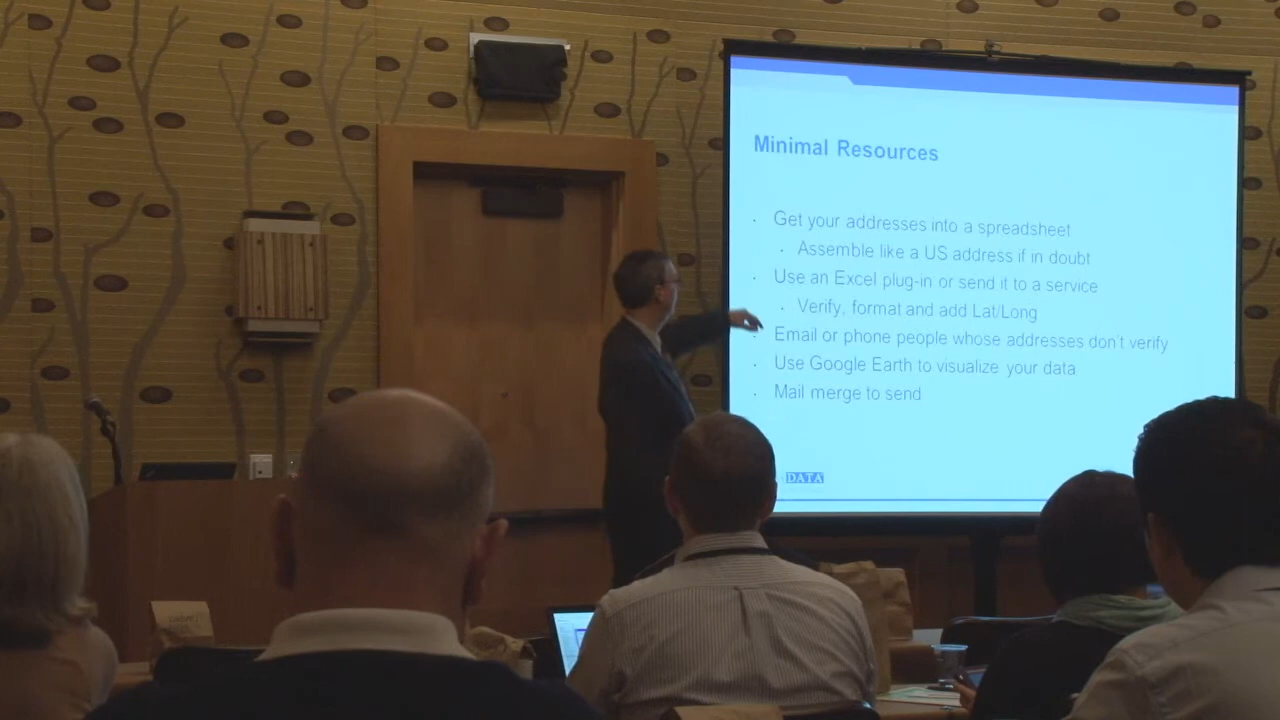 Minimal Resources
Get your addresses into a spreadsheet
Assemble like a US address if in doubt
Use an Excel plug-in or send it to a service
Verify, format and add Lat/Long
Email or phone people whose addresses don't verify
Use Google Earth to visualize your data
Mail merge to send
DATA